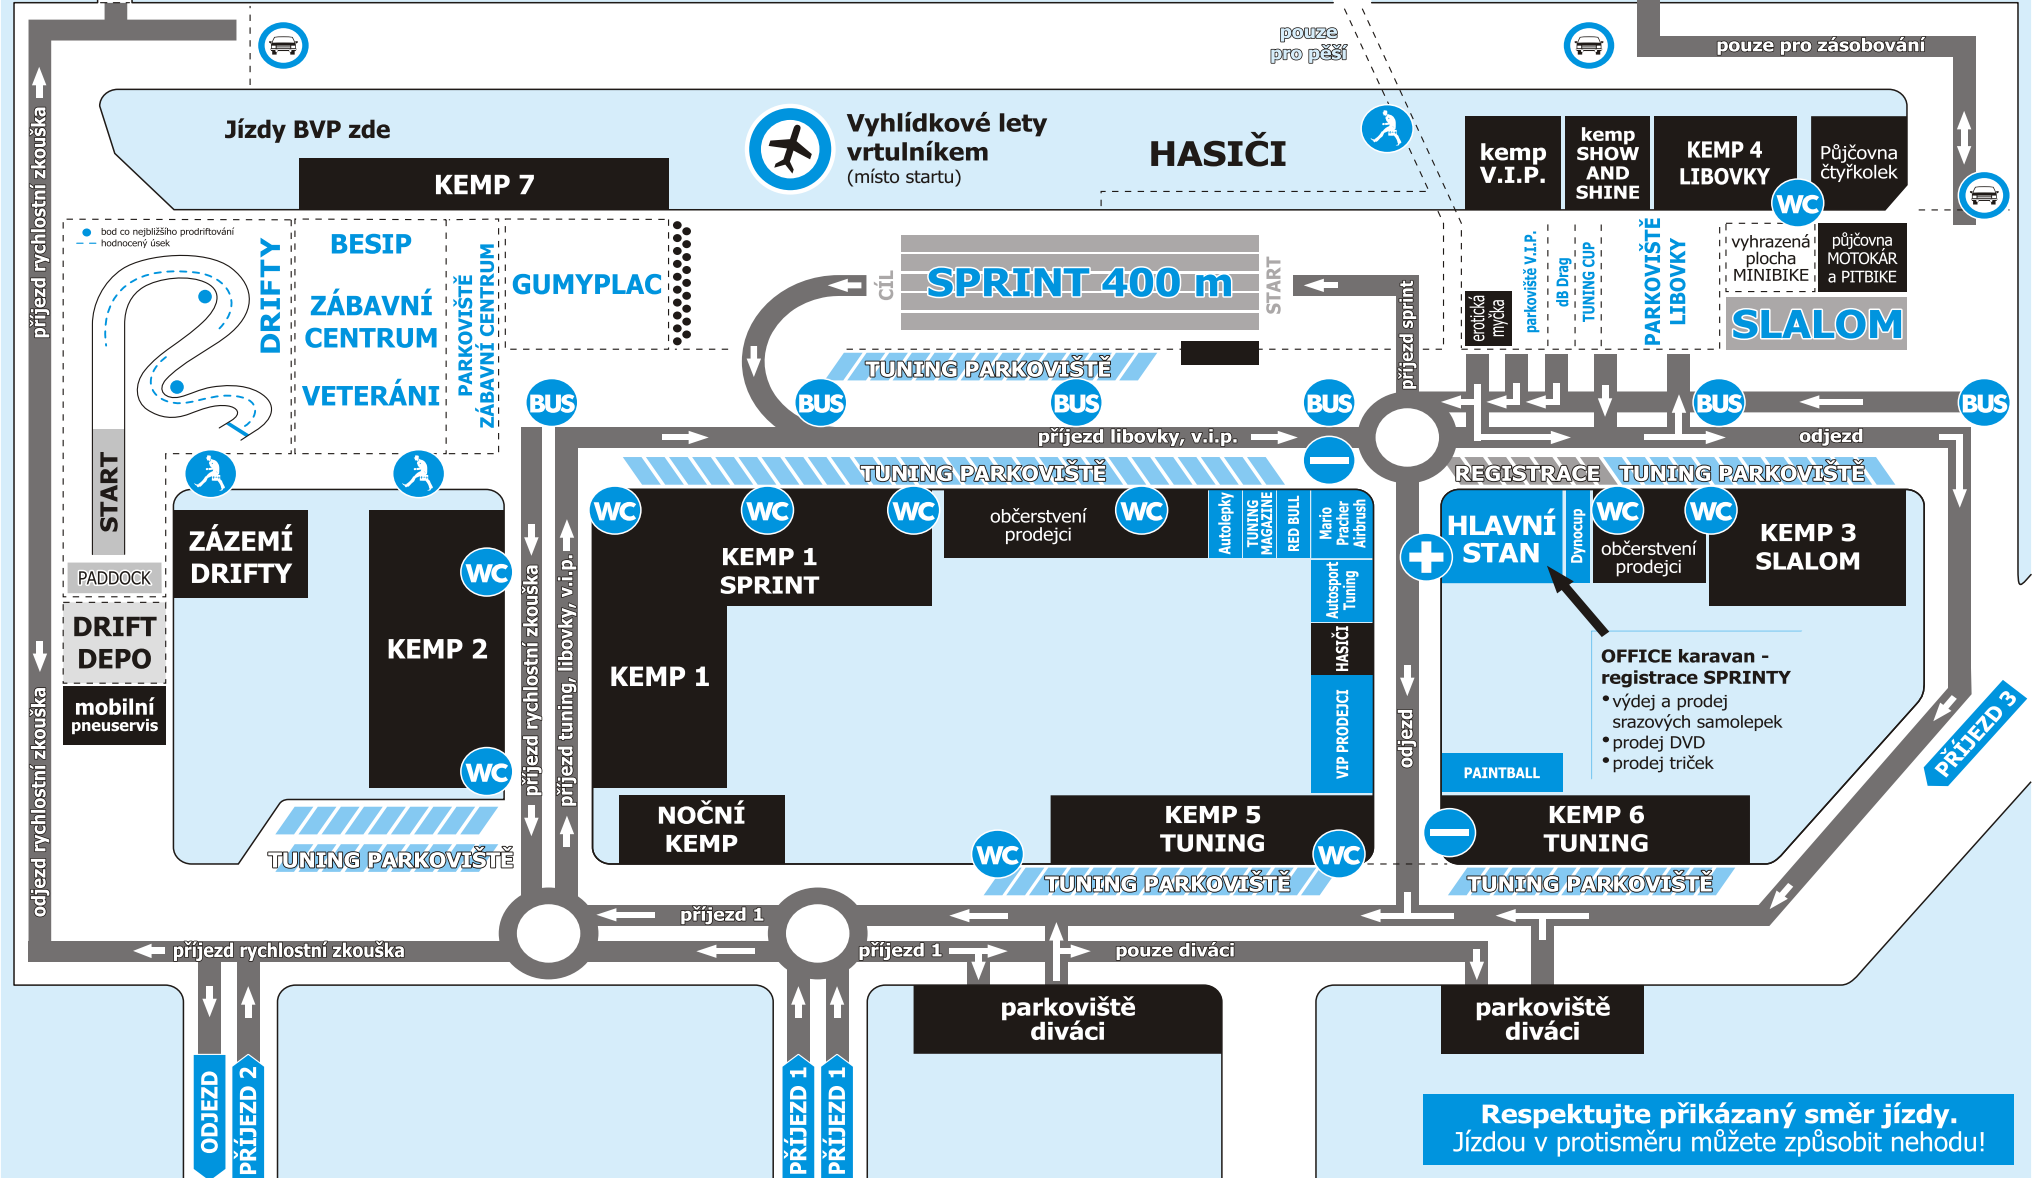 pouze
pro pěší
pouze pro zásobování
Jízdy BVP zde
KEMP 7
Vyhlídkové lety
vrtulníkem
(místo startu)
HASIČI
kemp
V.I.P.
kemp
SHOW
AND
SHINE
KEMP 4
LIBOVKY
Půjčovna
čtyřkolek
WC
příjezd rychlostní zkouška
bod co nejbližšího prodriftování
hodnocený úsek
DRIFTY
BESIP
ZÁBAVNÍ
CENTRUM
VETERÁNI
PARKOVIŠTĚ
ZÁBAVNÍ CENTRUM
GUMYPLAC
CÍL
SPRINT 400 m
START
příjezd sprint
erotická
myčka
parkoviště V.I.P.
dB Drag
TUNING CUP
PARKOVIŠTĚ
LIBOVKY
vyhrazená
plocha
MINIBIKE
půjčovna
MOTOKÁR
a PITBIKE
SLALOM
TUNING PARKOVIŠTĚ
BUS
BUS
BUS
BUS
BUS
BUS
příjezd libovky, v.i.p.
odjezd
TUNING PARKOVIŠTĚ
REGISTRACE
TUNING PARKOVIŠTĚ
START
PADDOCK
DRIFT
DEPO
mobilní
pneuservis
ZÁZEMÍ
DRIFTY
KEMP 2
WC
WC
příjezd rychlostní zkouška
příjezd tuning, libovky, v.i.p.
WC
WC
WC
KEMP 1
SPRINT
KEMP 1
občerstvení
prodejci
WC
Autolepky
TUNING
MAGAZINE
RED BULL
Mario
Pracher
Airbrush
Autosport
Tuning
HASIČI
VIP PRODEJCI
odjezd
HLAVNÍ
STAN
Dynocup
WC
občerstvení
prodejci
WC
KEMP 3
SLALOM
OFFICE karavan -
registrace SPRINTY
• výdej a prodej
srazových samolepek
• prodej DVD
• prodej triček
PAINTBALL
PŘÍJEZD 3
odjezd rychlostní zkouška
TUNING PARKOVIŠTĚ
NOČNÍ
KEMP
WC
KEMP 5
TUNING
WC
TUNING PARKOVIŠTĚ
KEMP 6
TUNING
TUNING PARKOVIŠTĚ
příjezd 1
příjezd rychlostní zkouška
příjezd 1
pouze diváci
parkoviště
diváci
parkoviště
diváci
ODJEZD
PŘÍJEZD 2
PŘÍJEZD 1
PŘÍJEZD 1
Respektujte přikázaný směr jízdy.
Jízdou v protisměru můžete způsobit nehodu!